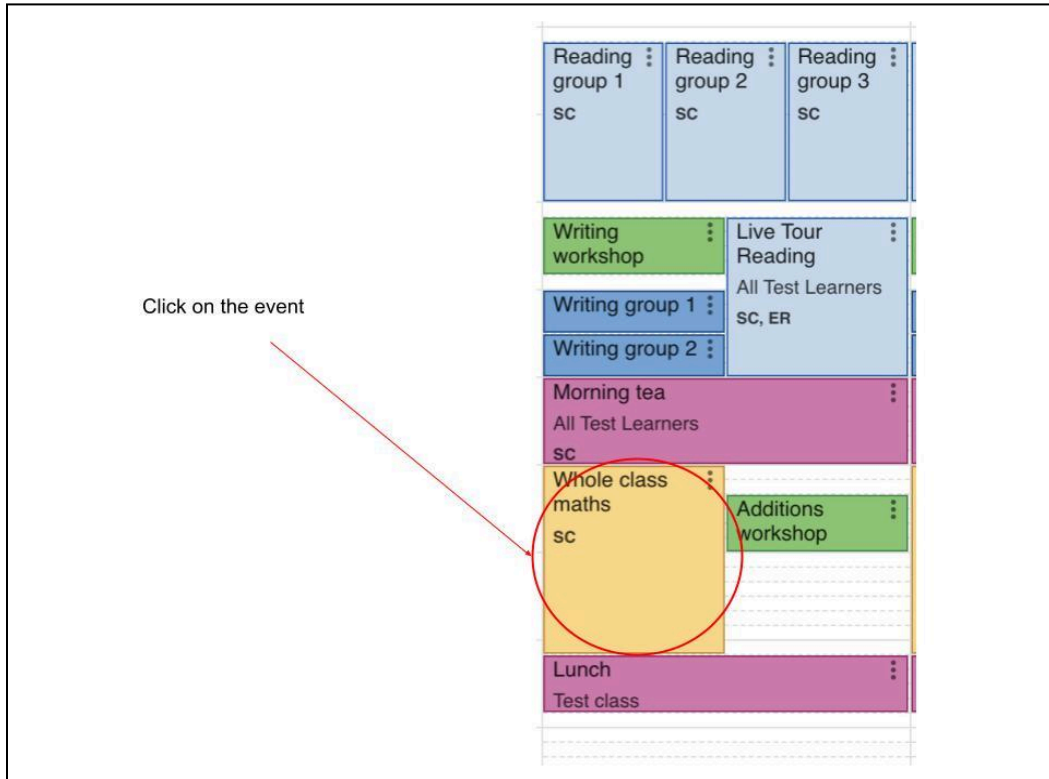 Reading
group 1
SC
Reading
group 2
SC
Reading
group 3
SC
Writing
workshop
Live Tour
Reading
All Test Learners
SC, ER
Click on the event
Writing group 1
Writing group 2
Morning tea
All Test Learners
SC
Whole class
maths
SC
Additions
workshop
Lunch
Test class